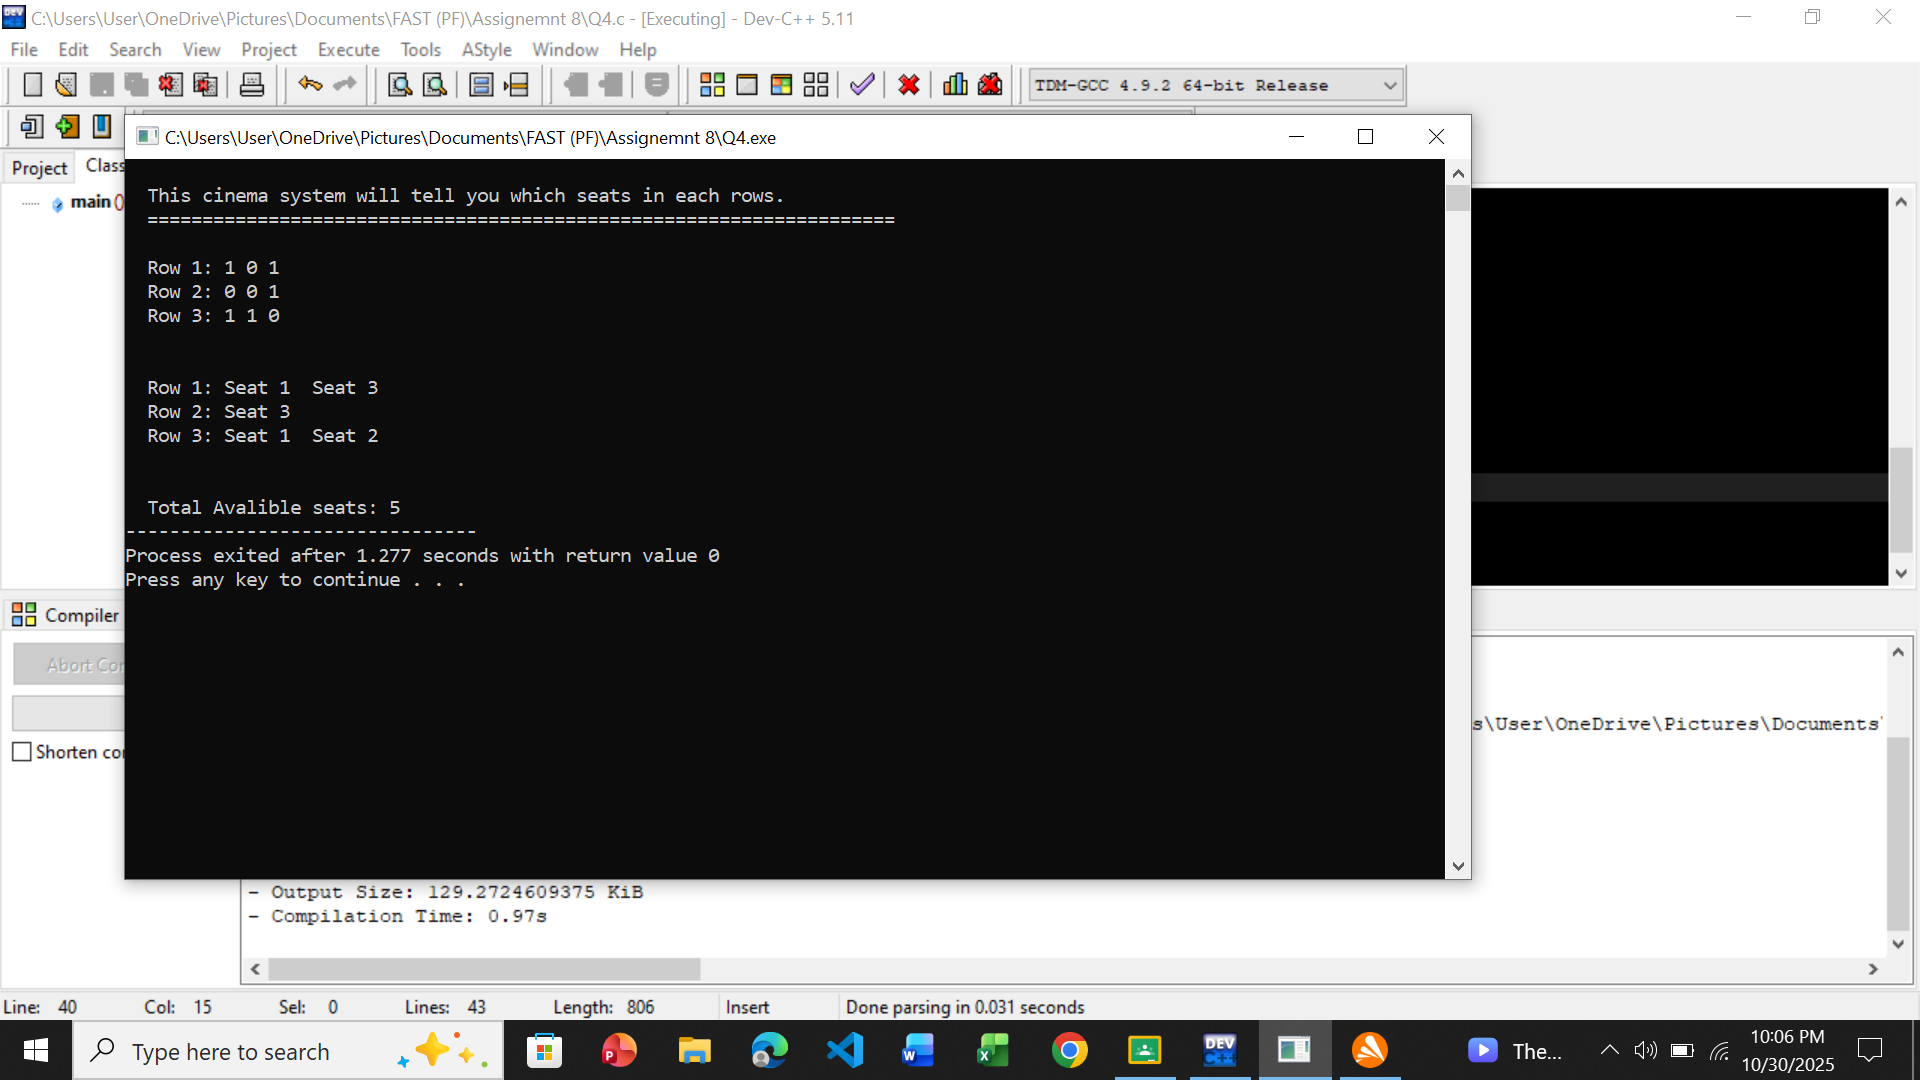 C:\Users\User\OneDrive\Pictures\Documents\FAST (PF)\Assignemnt 8\Q4.c - [Executing] - Dev-C++ 5.11
File Edit Search View Project Execute Tools AStyle Window Help
TDM-GCC 4.9.2 64-bit Release
C:\Users\User\OneDrive\Pictures\Documents\FAST (PF)\Assignemnt 8\Q4.exe
Project Class
main ()
This cinema system will tell you which seats in each rows.
====================================================================
Row 1: 1 0 1
Row 2: 0 0 1
Row 3: 1 1 0
Row 1: Seat 1  Seat 3
Row 2: Seat 3
Row 3: Seat 1  Seat 2
Total Avalible seats: 5
--------------------------------
Process exited after 1.277 seconds with return value 0
Press any key to continue . . .
Compiler
Abort Con
Shorten con
s\User\OneDrive\Pictures\Documents
- Output Size: 129.2724609375 KiB
- Compilation Time: 0.97s
Line: 40 Col: 15 Sel: 0 Lines: 43 Length: 806 Insert Done parsing in 0.031 seconds
Type here to search
DEV C++
The...
10:06 PM
10/30/2025